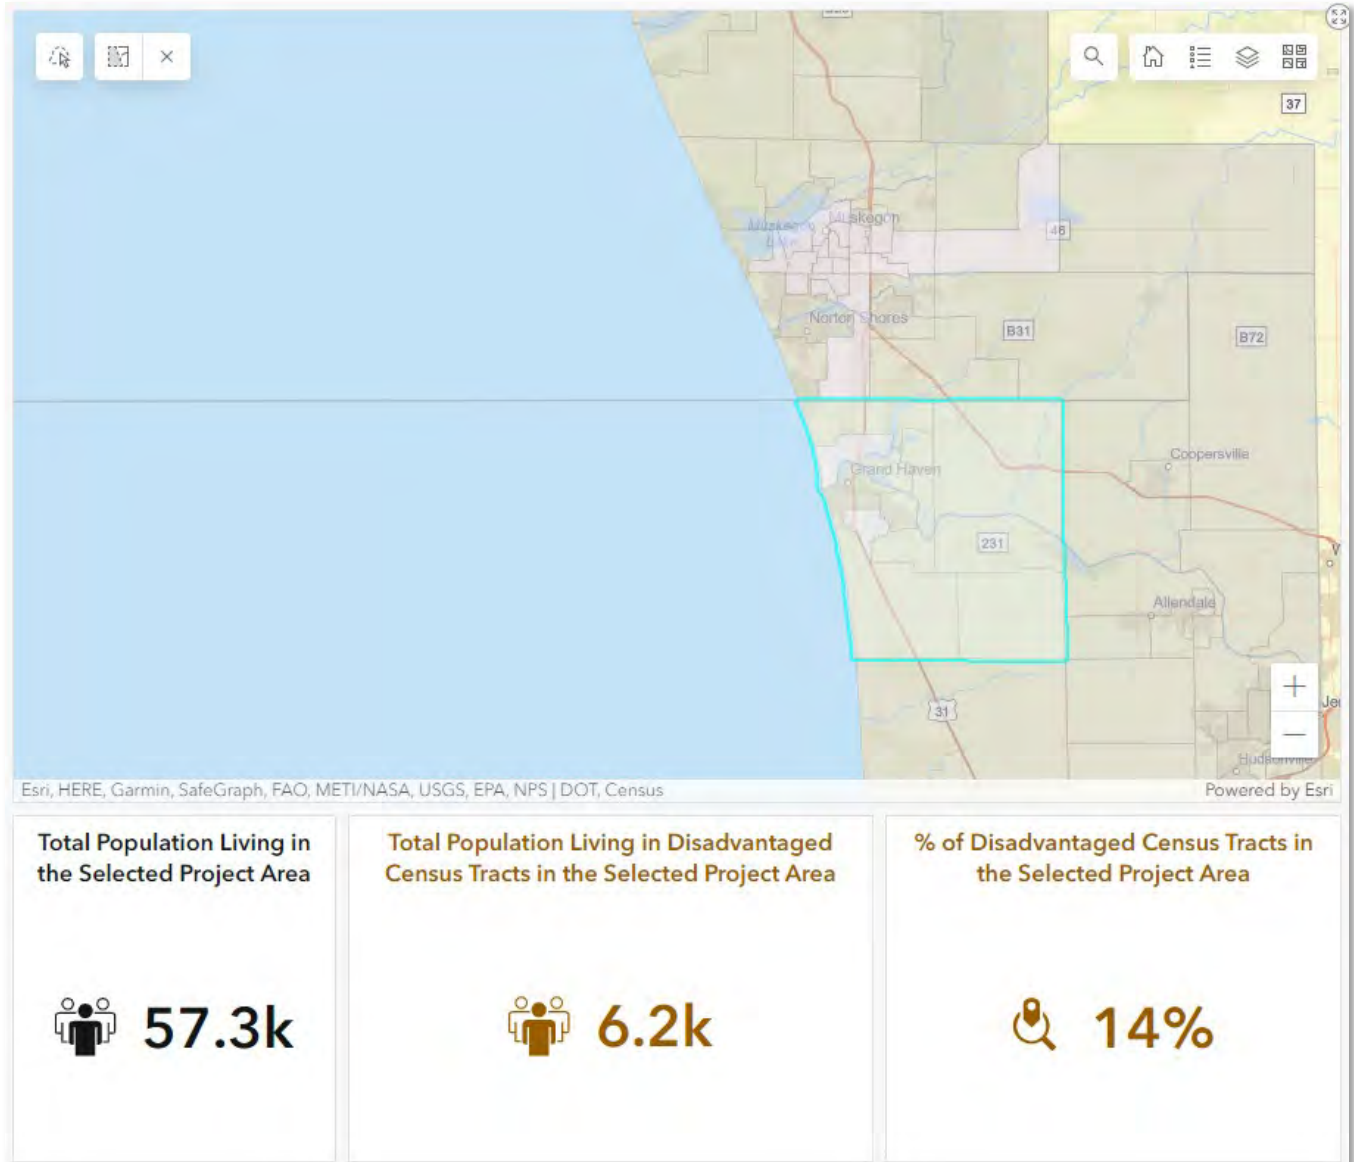 37
Muskegon
Muskegon
Lake
46
Norton Shores
B31
B72
Coopersville
Grand Haven
231
Allendale
31
Hudsonville
Esri, HERE, Garmin, SafeGraph, FAO, METI/NASA, USGS, EPA, NPS | DOT, Census
Powered by Esri
Total Population Living in
the Selected Project Area
57.3k
Total Population Living in Disadvantaged
Census Tracts in the Selected Project Area
6.2k
% of Disadvantaged Census Tracts in
the Selected Project Area
14%